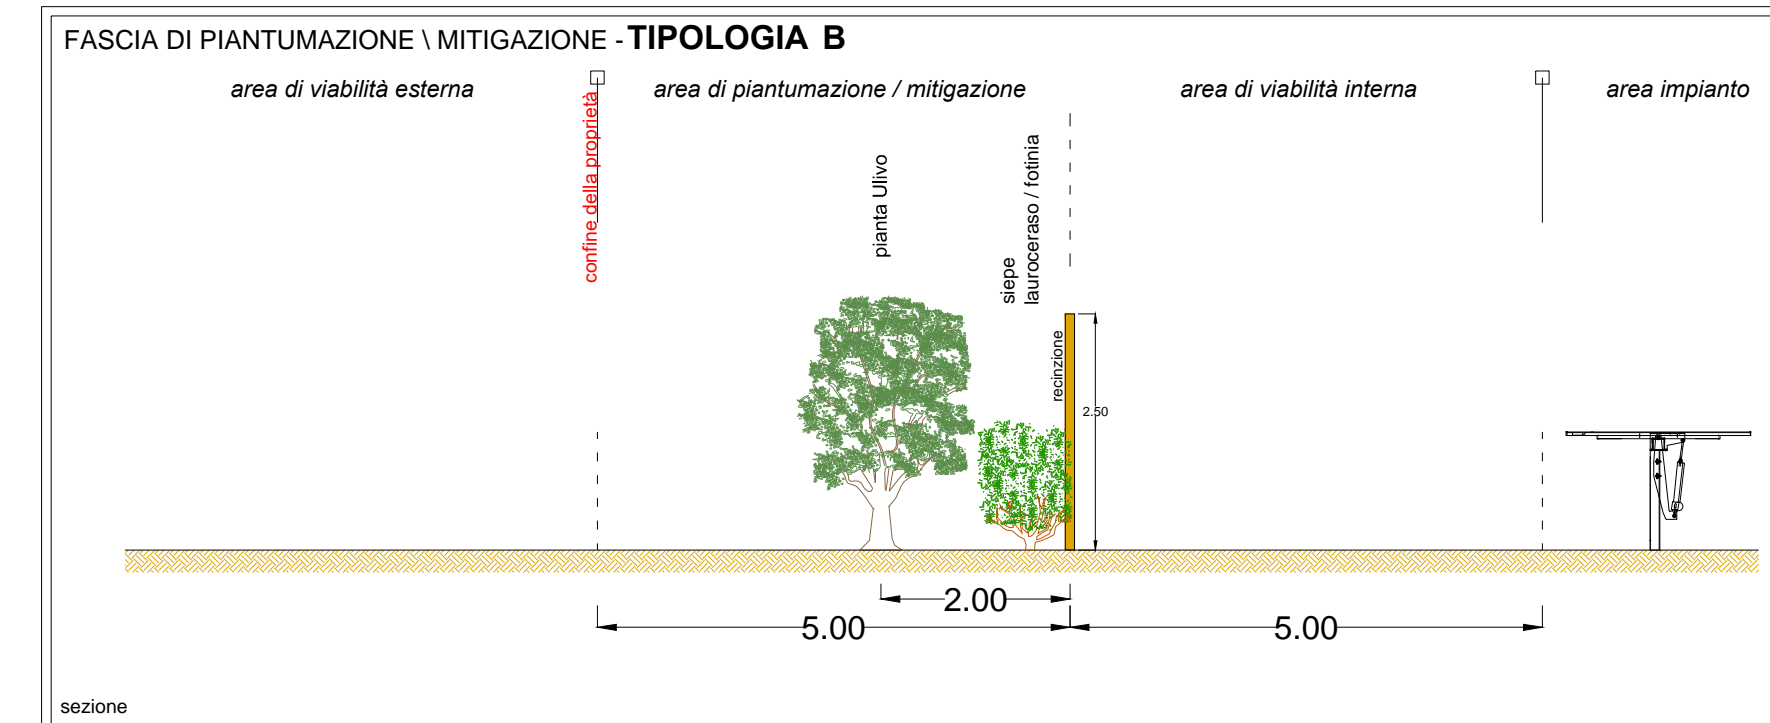 FASCIA DI PIANTUMAZIONE \ MITIGAZIONE - TIPOLOGIA B
area di viabilità esterna
area di piantumazione / mitigazione
area di viabilità interna
area impianto
confine della proprietà
pianta Ulivo
siepe
lauroceraso / fotinia
recinzione
2.50
2.00
5.00
5.00
sezione